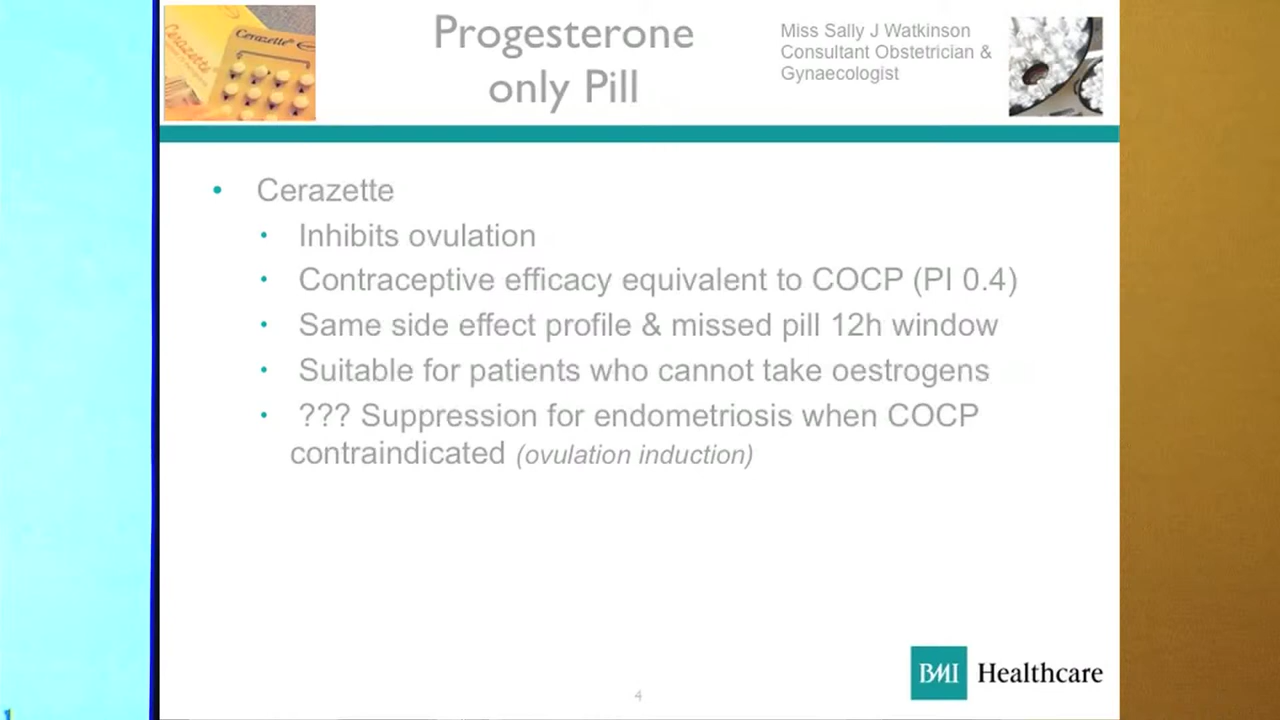 Progesterone
only Pill
Miss Sally J Watkinson
Consultant Obstetrician &
Gynaecologist
Cerazette
Cerazette
• Cerazette
• Inhibits ovulation
• Contraceptive efficacy equivalent to COCP (PI 0.4)
• Same side effect profile & missed pill 12h window
• Suitable for patients who cannot take oestrogens
• ??? Suppression for endometriosis when COCP
contraindicated (ovulation induction)
BMI Healthcare
4